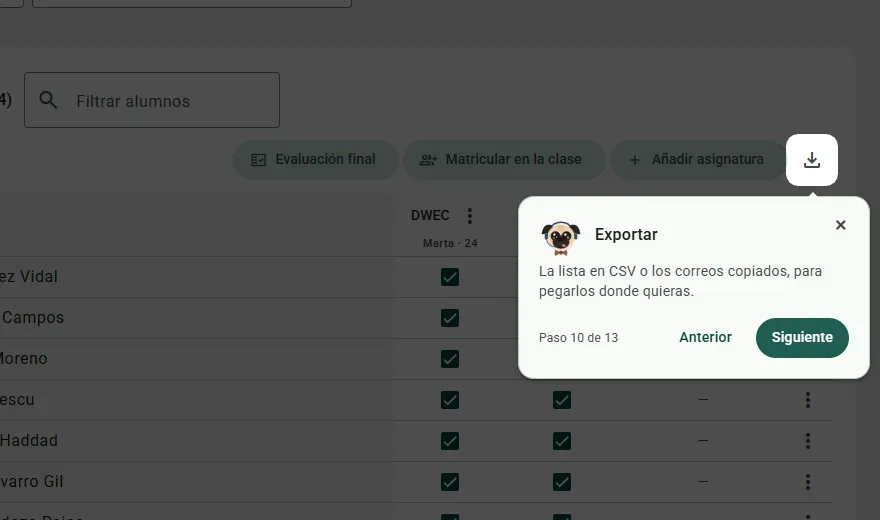 4)
Filtrar alumnos
Evaluación final
Matricular en la clase
Añadir asignatura
DWEC
Marta · 24
Exportar
La lista en CSV o los correos copiados, para
pegarlos donde quieras.
Paso 10 de 13
Anterior
Siguiente
ez Vidal
Campos
Moreno
escu
–
Haddad
–
varro Gil
–